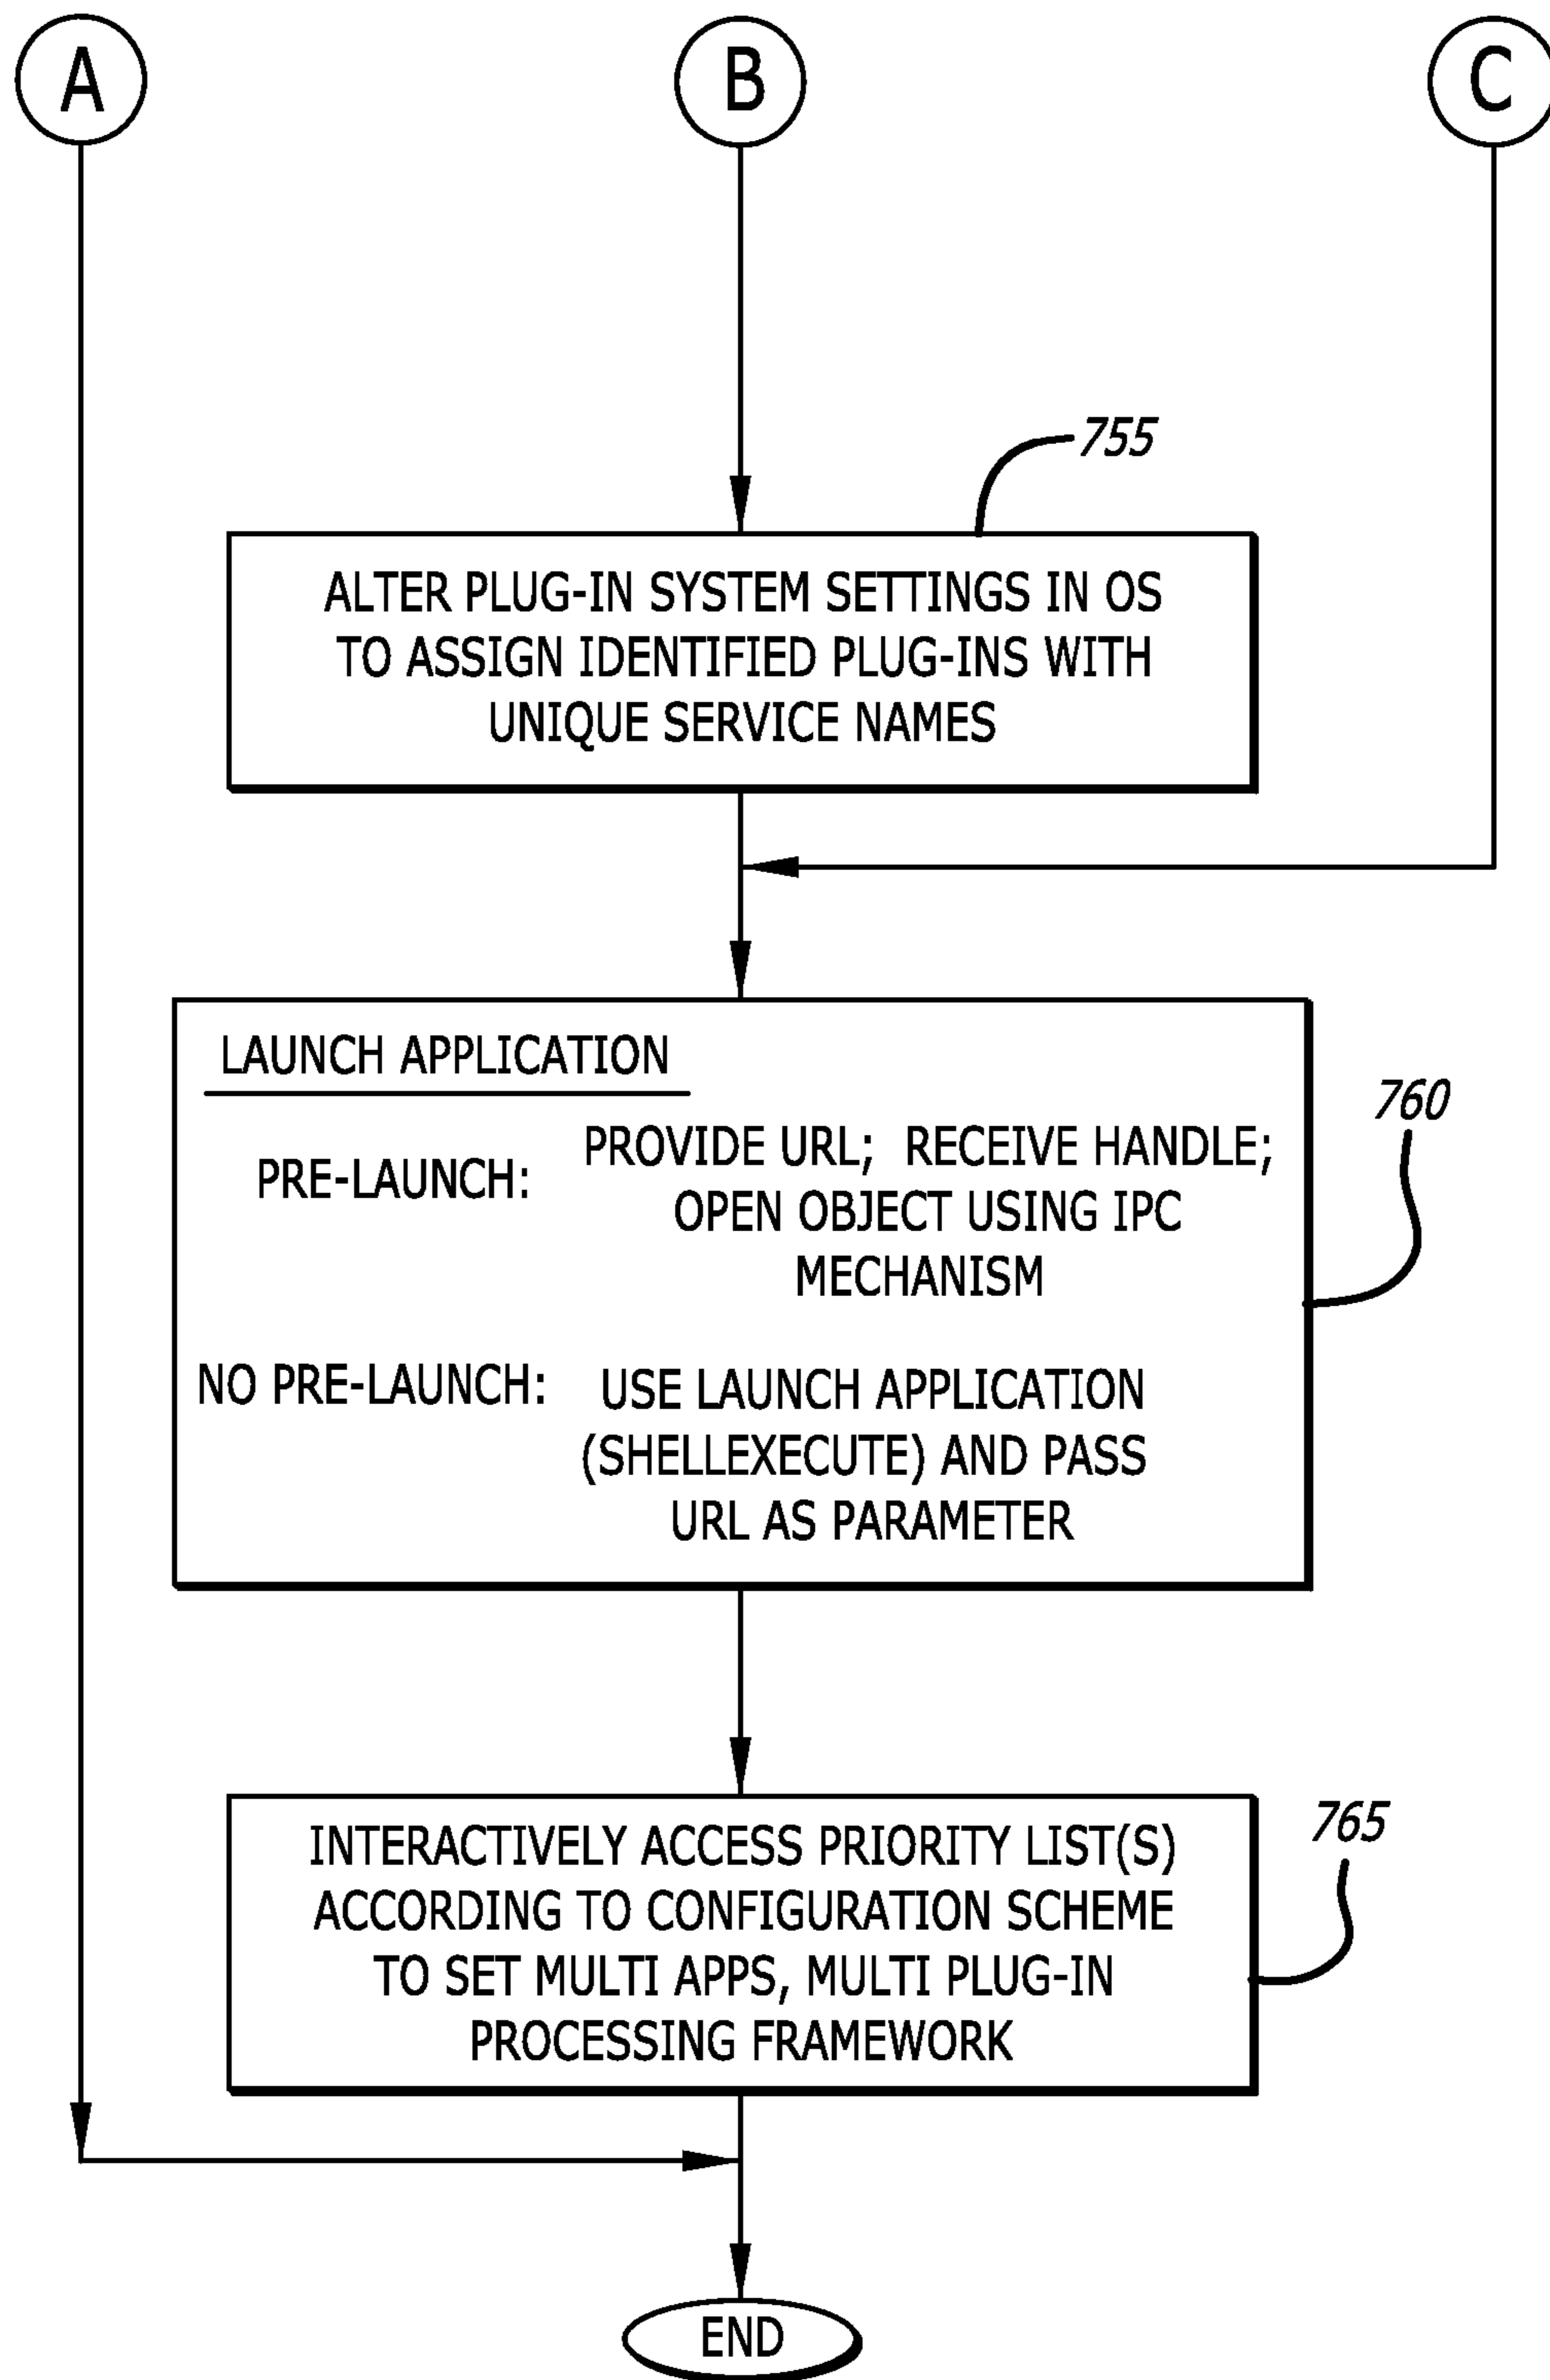 A
B
C
755
ALTER PLUG-IN SYSTEM SETTINGS IN OS
TO ASSIGN IDENTIFIED PLUG-INS WITH
UNIQUE SERVICE NAMES
LAUNCH APPLICATION
760
PRE-LAUNCH:
PROVIDE URL; RECEIVE HANDLE;
OPEN OBJECT USING IPC
MECHANISM
NO PRE-LAUNCH:
USE LAUNCH APPLICATION
(SHELLEXECUTE) AND PASS
URL AS PARAMETER
765
INTERACTIVELY ACCESS PRIORITY LIST(S)
ACCORDING TO CONFIGURATION SCHEME
TO SET MULTI APPS, MULTI PLUG-IN
PROCESSING FRAMEWORK
END